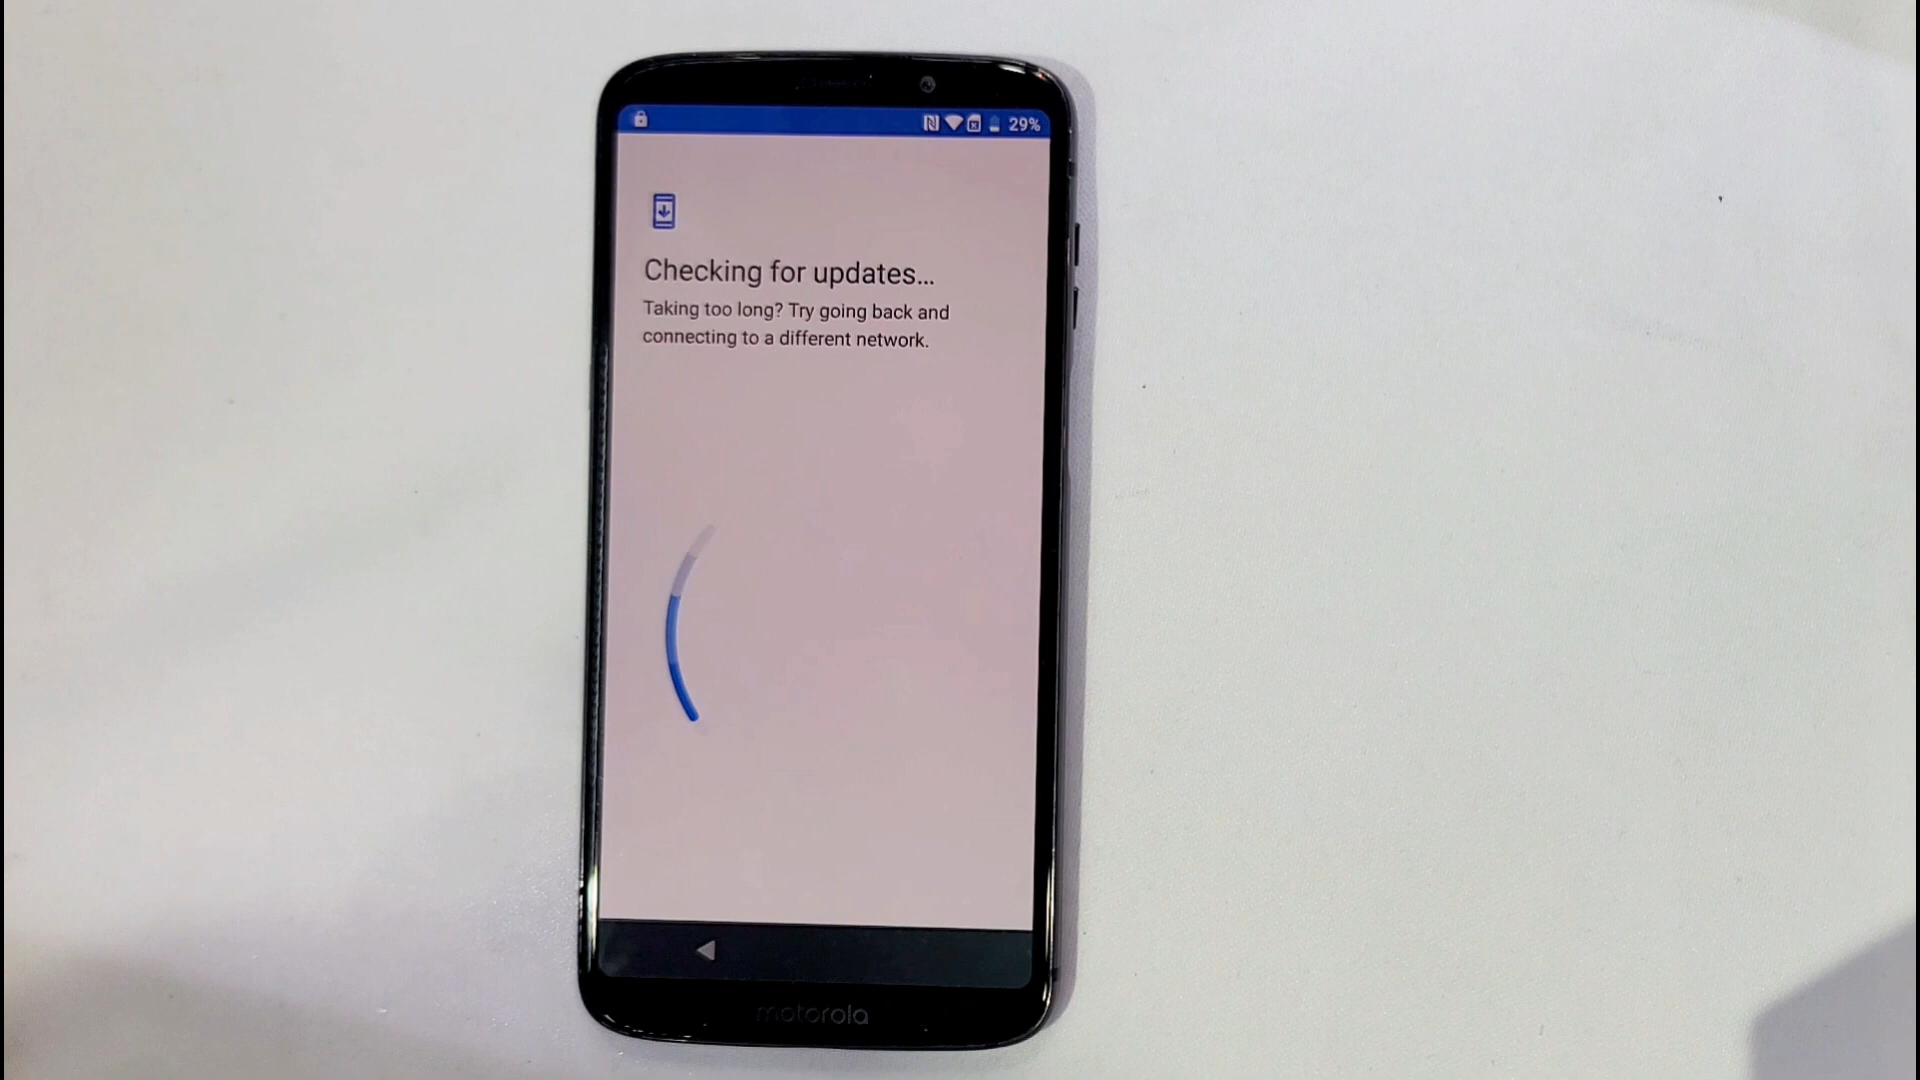 29%
Checking for updates...
Taking too long? Try going back and
connecting to a different network.
motorola